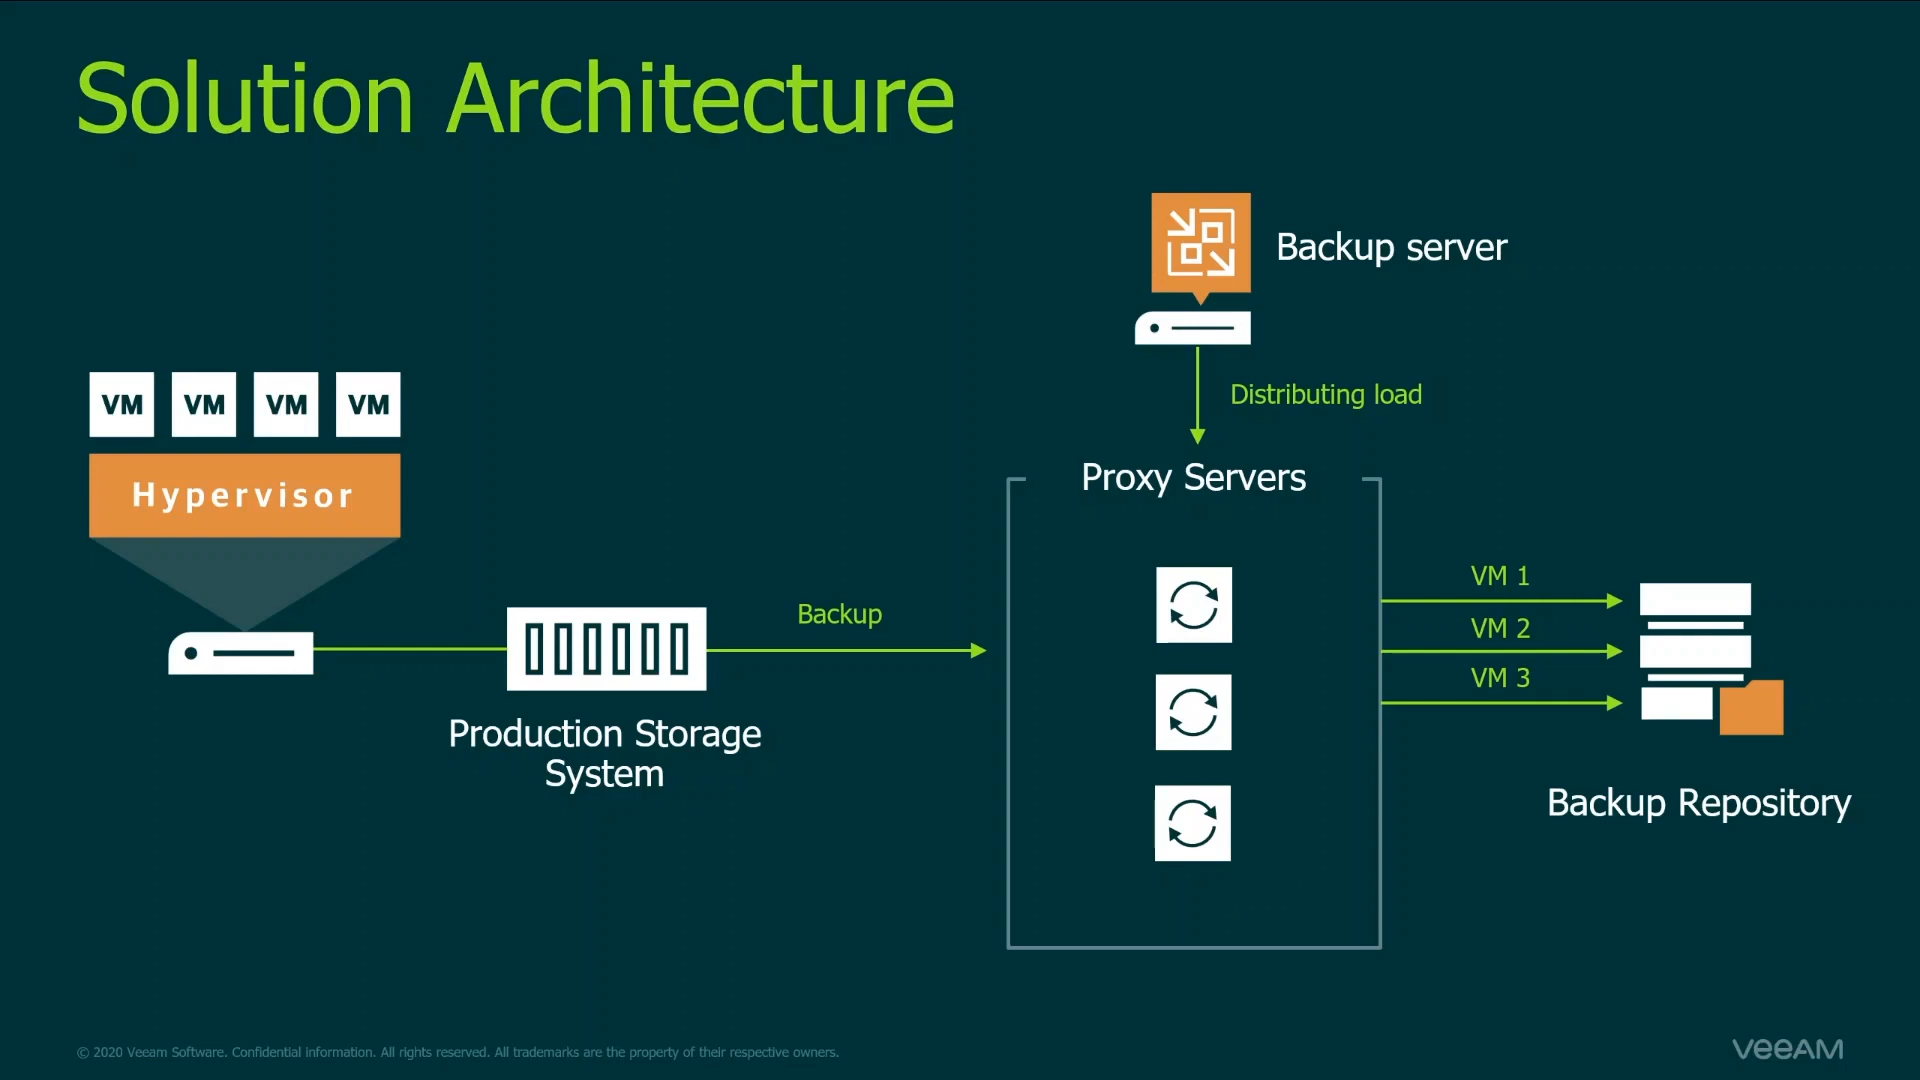 Solution Architecture
Backup server
Distributing load
VM VM VM VM
Hypervisor
Proxy Servers
Backup
VM 1
VM 2
VM 3
Production Storage
System
Backup Repository
© 2020 Veeam Software. Confidential information. All rights reserved. All trademarks are the property of their respective owners.
VeeAM